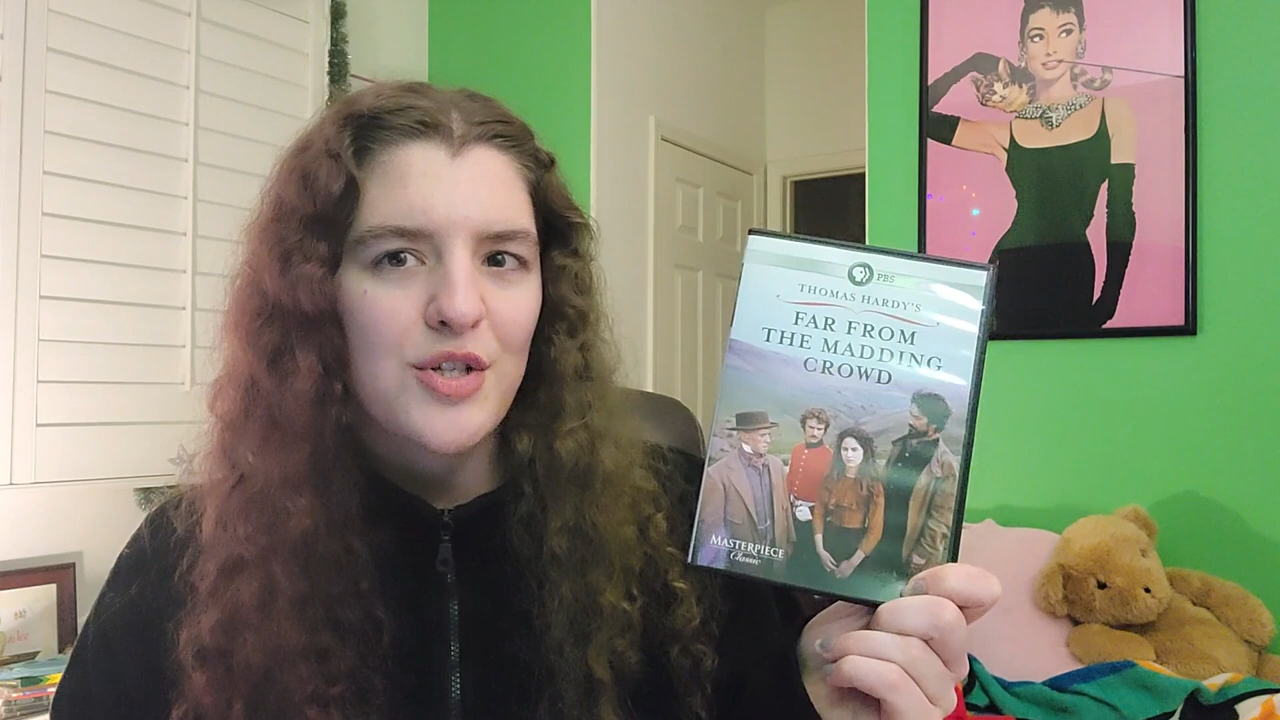 PBS
THOMAS HARDY'S
FAR FROM
THE MADDING
CROWD
MASTERPIECE
Classic